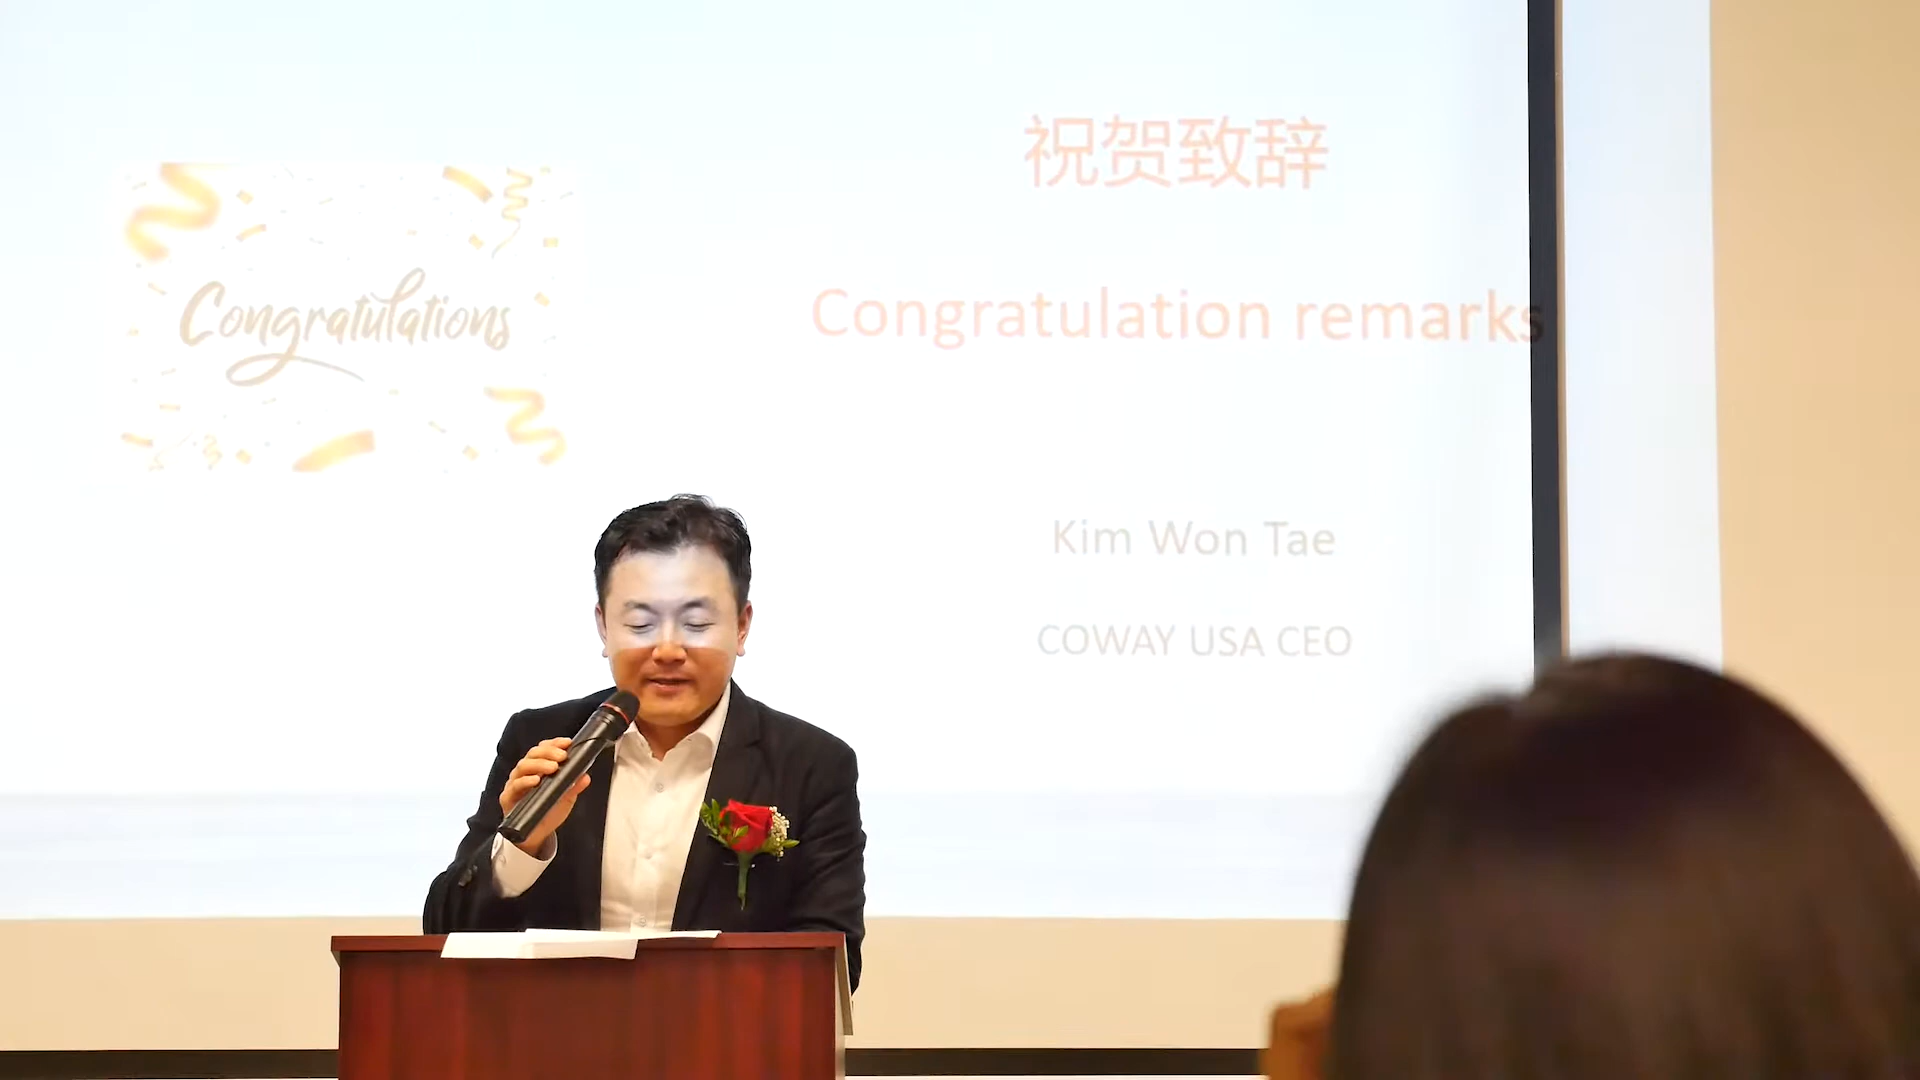 祝贺致辞
Congratulations
Congratulation remarks
Kim Won Tae
COWAY USA CEO